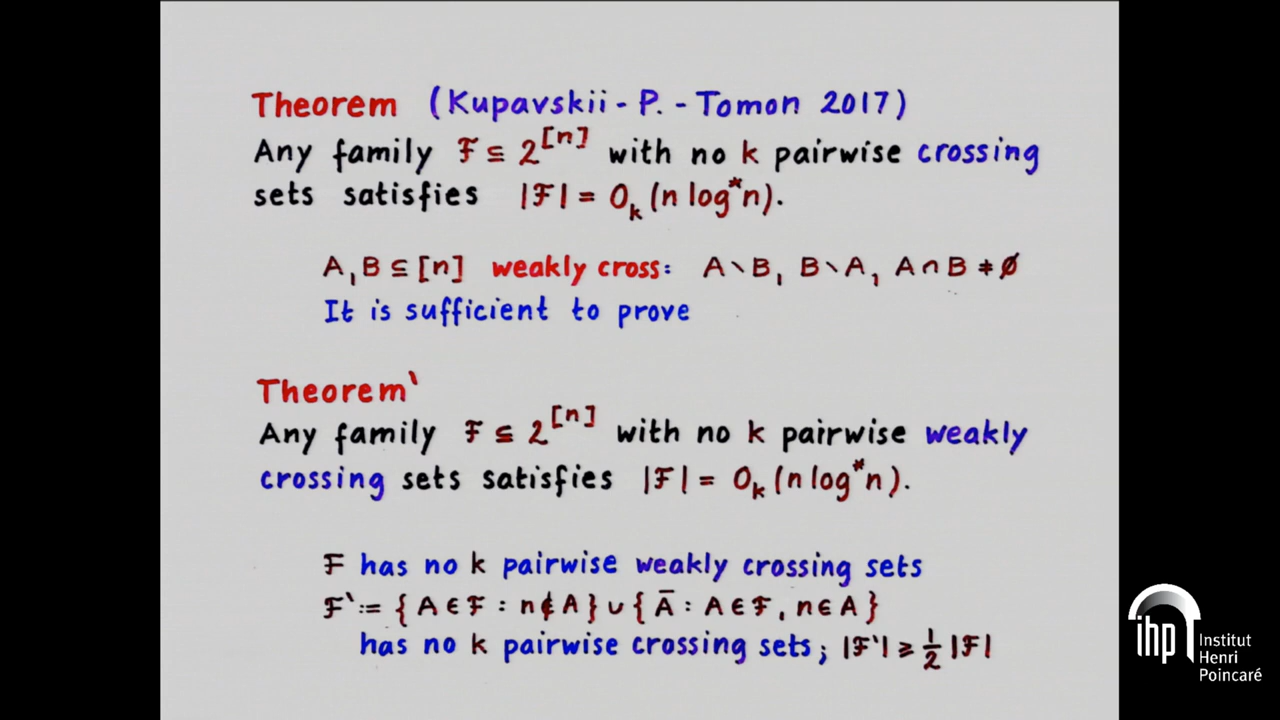 Theorem (Kupavskii - P. - Tomon 2017)
Any family F ⊆ 2^[n] with no k pairwise crossing
sets satisfies |F| = O_k (n log*n).
A, B ⊆ [n] weakly cross: A \ B, B \ A, A ∩ B ≠ ∅
It is sufficient to prove
Theorem`
Any family F ⊆ 2^[n] with no k pairwise weakly
crossing sets satisfies |F| = O_k (n log*n).
F has no k pairwise weakly crossing sets
F` := { A ∈ F : n ∉ A } ∪ { Ā : A ∈ F, n ∈ A }
has no k pairwise crossing sets; |F`| ≥ 1/2 |F|
ihp Institut
Henri
Poincaré